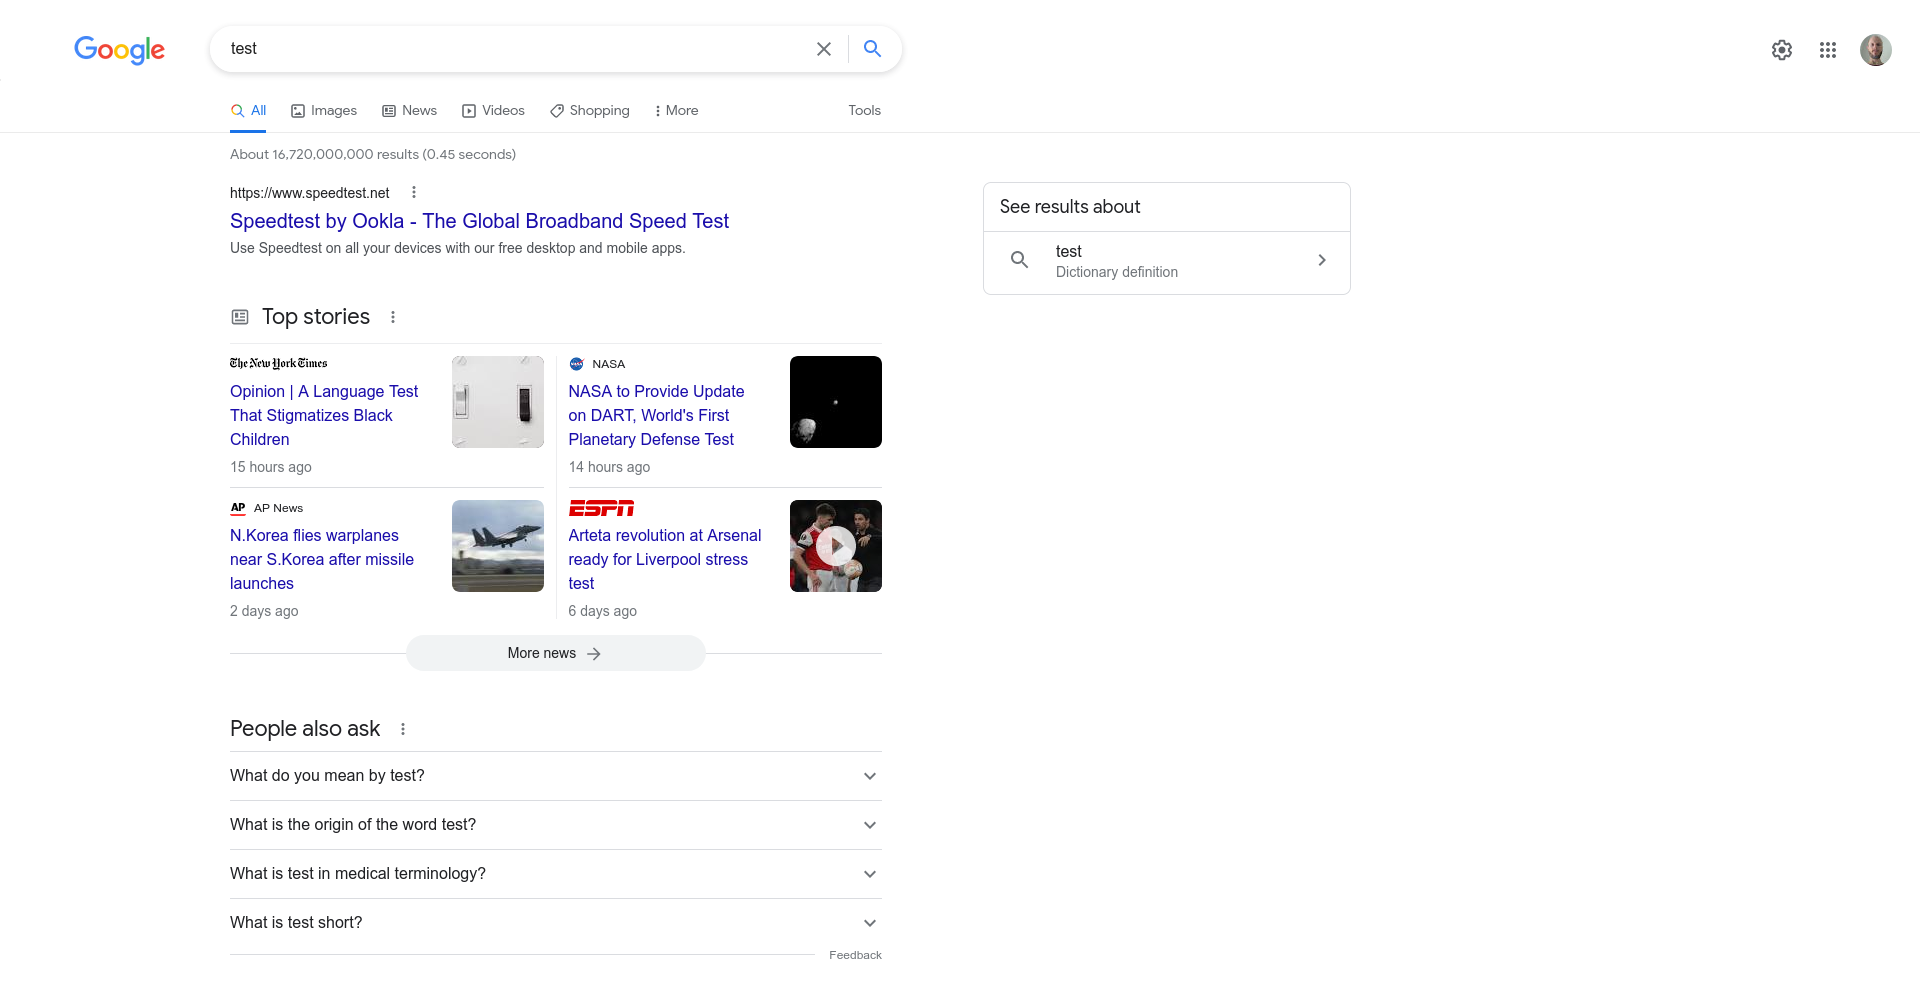 Google
test
All
Images
News
Videos
Shopping
More
Tools
About 16,720,000,000 results (0.45 seconds)
https://www.speedtest.net
Speedtest by Ookla - The Global Broadband Speed Test
Use Speedtest on all your devices with our free desktop and mobile apps.
Top stories
The New York Times
Opinion | A Language Test
That Stigmatizes Black
Children
15 hours ago
NASA
NASA to Provide Update
on DART, World's First
Planetary Defense Test
14 hours ago
AP AP News
N.Korea flies warplanes
near S.Korea after missile
launches
2 days ago
ESPN
Arteta revolution at Arsenal
ready for Liverpool stress
test
6 days ago
More news
People also ask
What do you mean by test?
What is the origin of the word test?
What is test in medical terminology?
What is test short?
Feedback
See results about
test
Dictionary definition